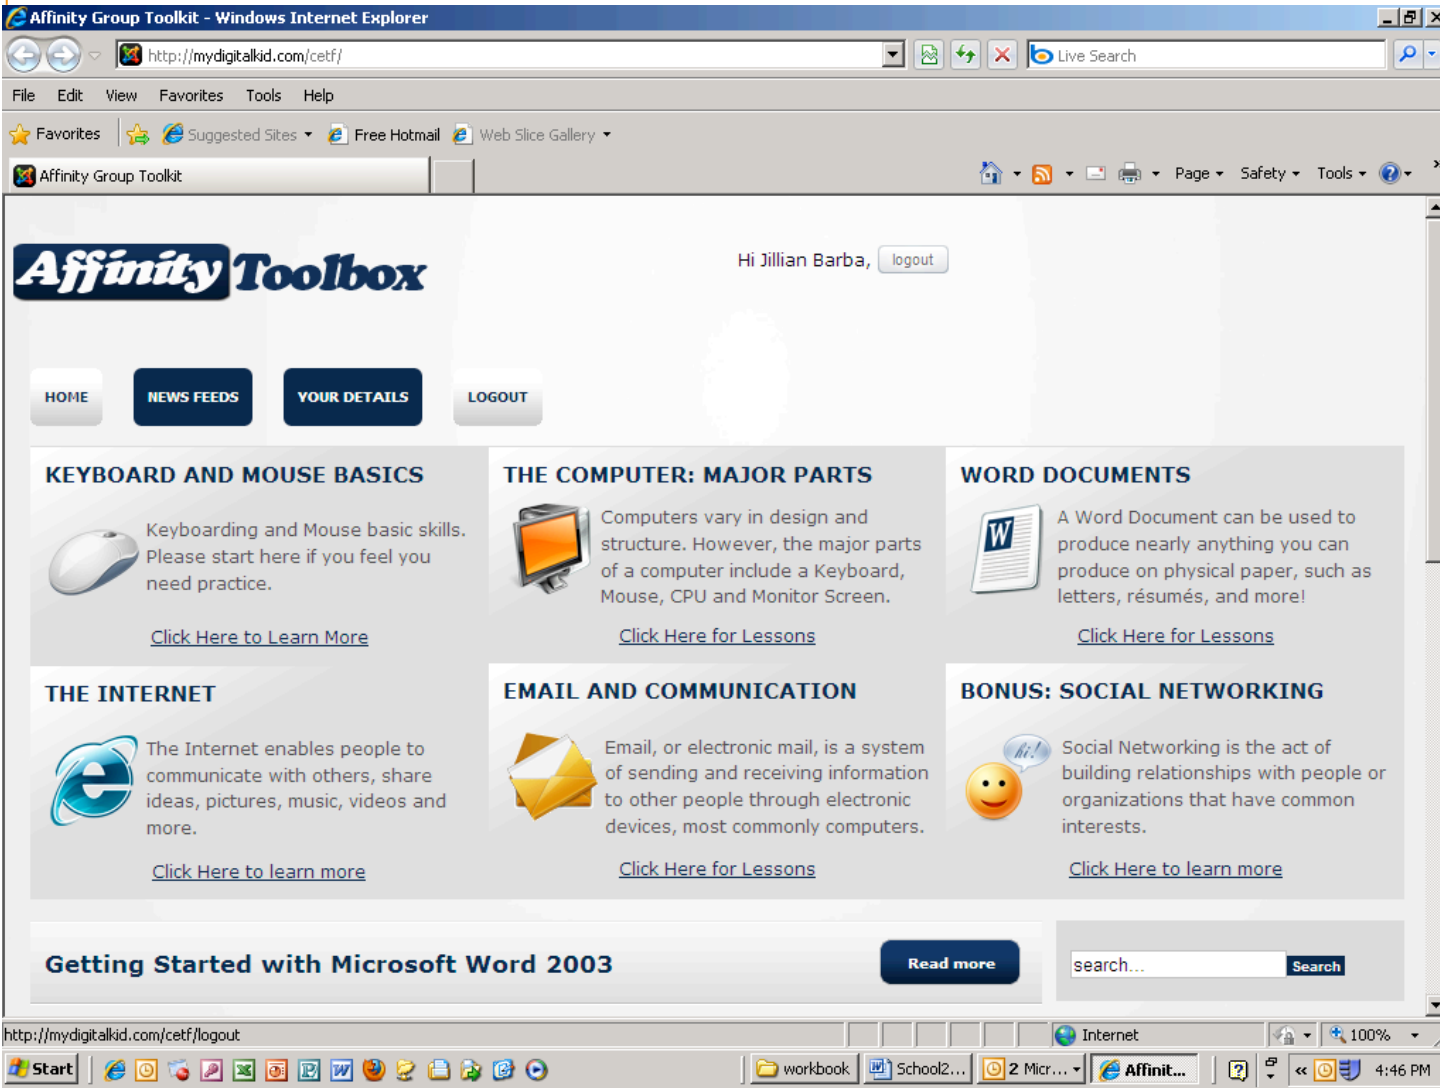 Affinity Group Toolkit - Windows Internet Explorer
http://mydigitalkid.com/cetf/
Live Search
File Edit View Favorites Tools Help
Favorites Suggested Sites Free Hotmail Web Slice Gallery
Affinity Group Toolkit
Page Safety Tools
Affinity Toolbox
Hi Jillian Barba, logout
HOME NEWS FEEDS YOUR DETAILS LOGOUT
KEYBOARD AND MOUSE BASICS
Keyboarding and Mouse basic skills.
Please start here if you feel you
need practice.
Click Here to Learn More
THE COMPUTER: MAJOR PARTS
Computers vary in design and
structure. However, the major parts
of a computer include a Keyboard,
Mouse, CPU and Monitor Screen.
Click Here for Lessons
WORD DOCUMENTS
W
A Word Document can be used to
produce nearly anything you can
produce on physical paper, such as
letters, résumés, and more!
Click Here for Lessons
THE INTERNET
The Internet enables people to
communicate with others, share
ideas, pictures, music, videos and
more.
Click Here to learn more
EMAIL AND COMMUNICATION
Email, or electronic mail, is a system
of sending and receiving information
to other people through electronic
devices, most commonly computers.
Click Here for Lessons
BONUS: SOCIAL NETWORKING
hi!
Social Networking is the act of
building relationships with people or
organizations that have common
interests.
Click Here to learn more
Getting Started with Microsoft Word 2003
Read more
search...
Search
http://mydigitalkid.com/cetf/logout
Internet
100%
Start
workbook School2... 2 Micr... Affinit... 4:46 PM